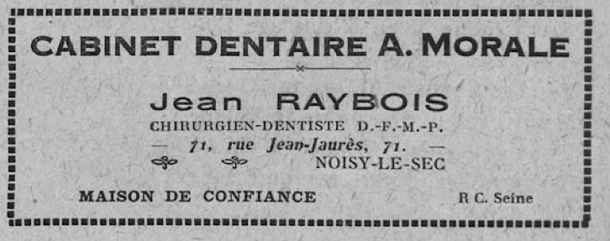 CABINET DENTAIRE A. MORALE
Jean RAYBOIS
CHIRURGIEN-DENTISTE D.-F.-M.-P.
— 71, rue Jean-Jaurès, 71. —
NOISY-LE-SEC
MAISON DE CONFIANCE R C. Seine